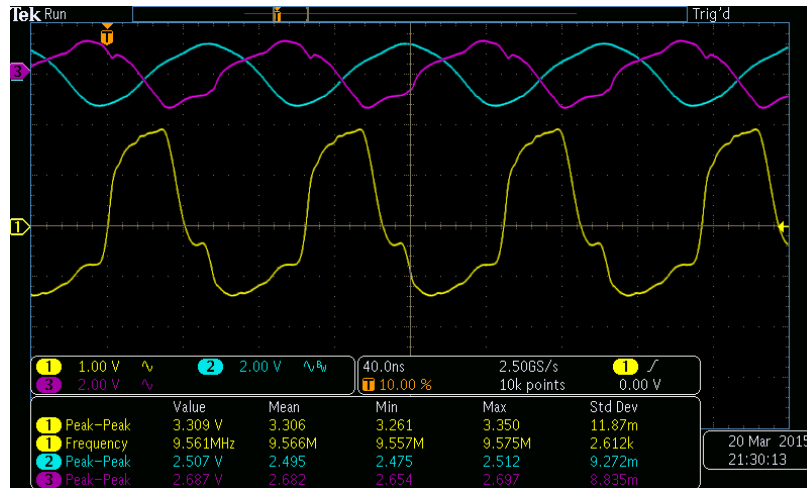 Tek Run Trig'd
T
T
3
1
1 1.00 V 2 2.00 V BW
3 2.00 V
40.0ns 2.50GS/s 1
T 10.00 % 10k points 0.00 V
Value Mean Min Max Std Dev
1 Peak-Peak 3.309 V 3.306 3.261 3.350 11.87m
1 Frequency 9.561MHz 9.566M 9.557M 9.575M 2.612k
2 Peak-Peak 2.507 V 2.495 2.475 2.512 9.272m
3 Peak-Peak 2.687 V 2.682 2.654 2.697 8.835m
20 Mar 2015
21:30:13